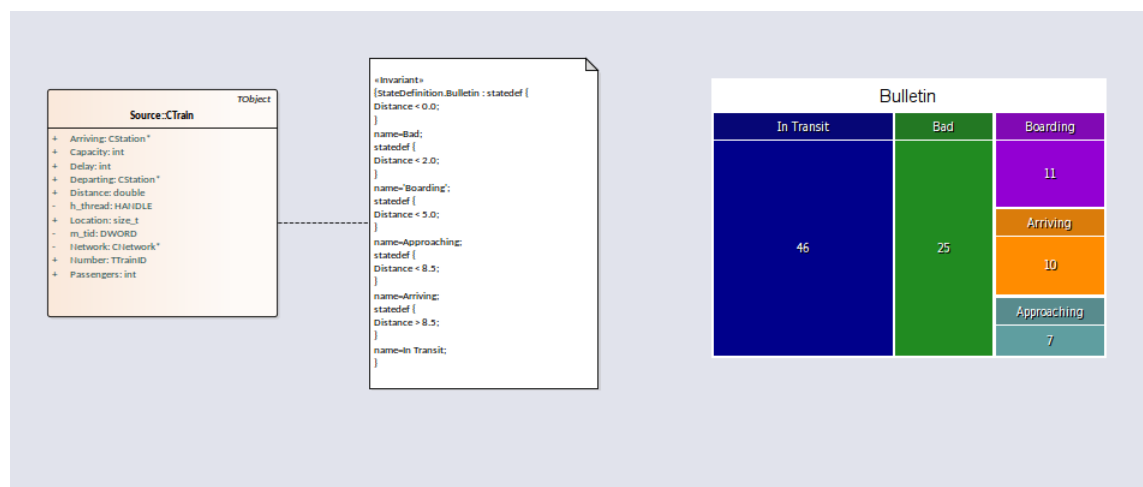 TObject
Source::CTrain
+ Arriving: CStation*
+ Capacity: int
+ Delay: int
+ Departing: CStation*
+ Distance: double
- h_thread: HANDLE
+ Location: size_t
- m_tid: DWORD
- Network: CNetwork*
+ Number: TTrainID
+ Passengers: int
«Invariant»
{StateDefinition.Bulletin : statedef {
Distance < 0.0;
}
name=Bad;
statedef {
Distance < 2.0;
}
name='Boarding';
statedef {
Distance < 5.0;
}
name=Approaching;
statedef {
Distance < 8.5;
}
name=Arriving;
statedef {
Distance > 8.5;
}
name=In Transit;
}
Bulletin
In Transit
46
Bad
25
Boarding
11
Arriving
10
Approaching
7